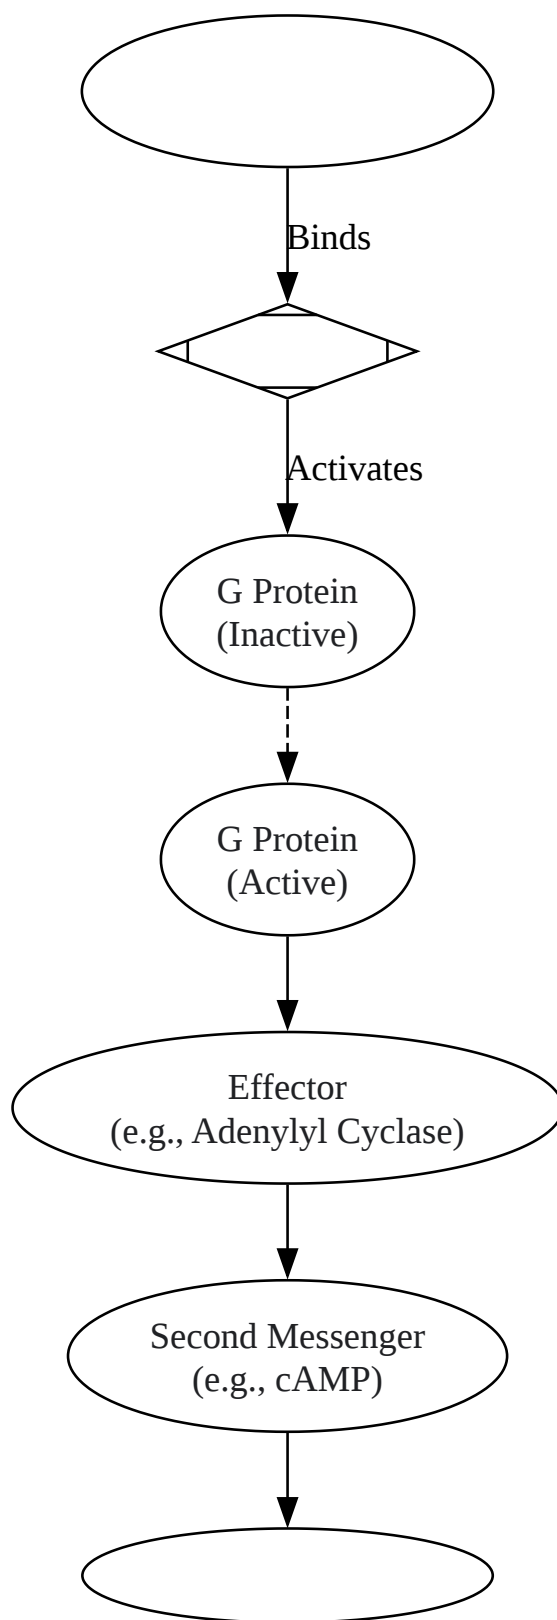 Binds
Activates
G Protein
(Inactive)
G Protein
(Active)
Effector
(e.g., Adenylyl Cyclase)
Second Messenger
(e.g., cAMP)